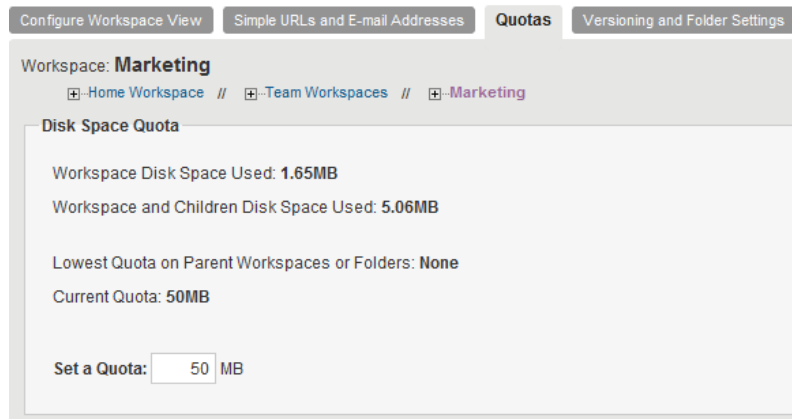 Configure Workspace View Simple URLs and E-mail Addresses Quotas Versioning and Folder Settings
Workspace: Marketing
Home Workspace // Team Workspaces // Marketing
Disk Space Quota
Workspace Disk Space Used: 1.65MB
Workspace and Children Disk Space Used: 5.06MB
Lowest Quota on Parent Workspaces or Folders: None
Current Quota: 50MB
Set a Quota: 50 MB